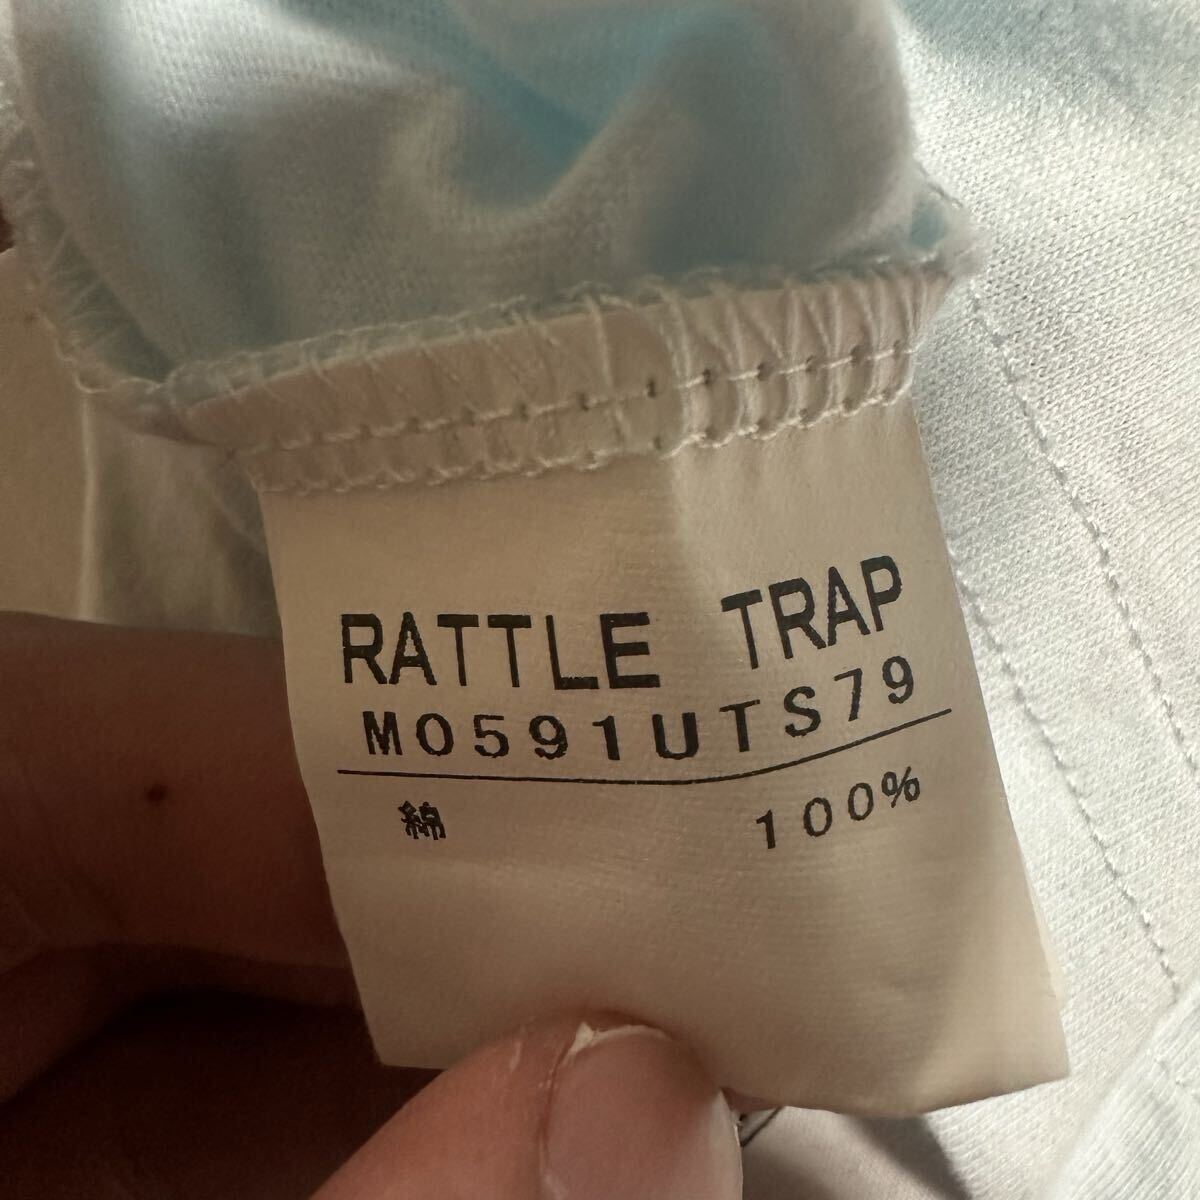 RATTLE TRAP
M0591UTS79
綿 100%